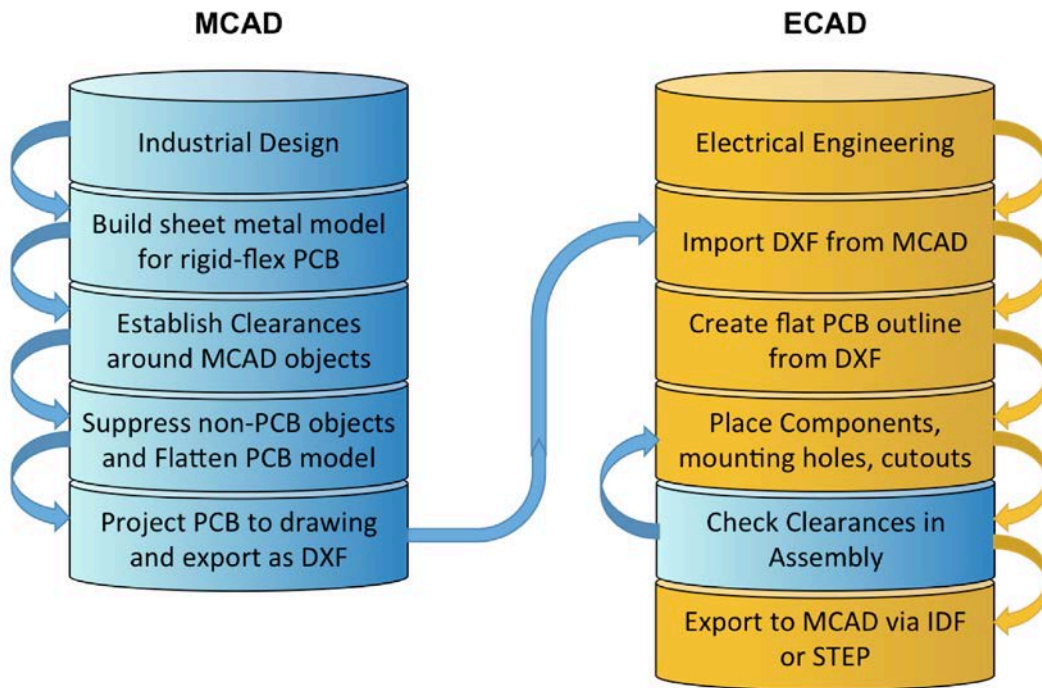 MCAD
Industrial Design
Build sheet metal model
for rigid-flex PCB
Establish Clearances
around MCAD objects
Suppress non-PCB objects
and Flatten PCB model
Project PCB to drawing
and export as DXF
ECAD
Electrical Engineering
Import DXF from MCAD
Create flat PCB outline
from DXF
Place Components,
mounting holes, cutouts
Check Clearances in
Assembly
Export to MCAD via IDF
or STEP